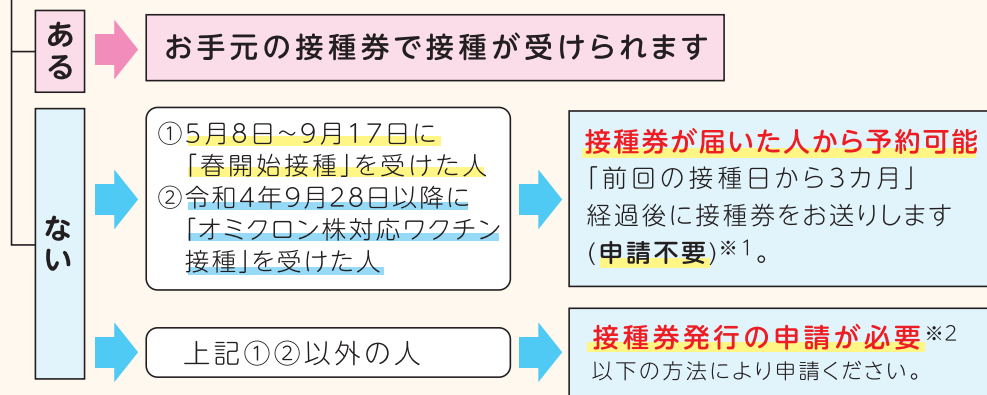 ある
お手元の接種券で接種が受けられます
ない
①5月8日~9月17日に
「春開始接種」を受けた人
②令和4年9月28日以降に
「オミクロン株対応ワクチン
接種」を受けた人
接種券が届いた人から予約可能
「前回の接種日から3カ月」
経過後に接種券をお送りします
(申請不要)※1。
上記①②以外の人
接種券発行の申請が必要※2
以下の方法により申請ください。